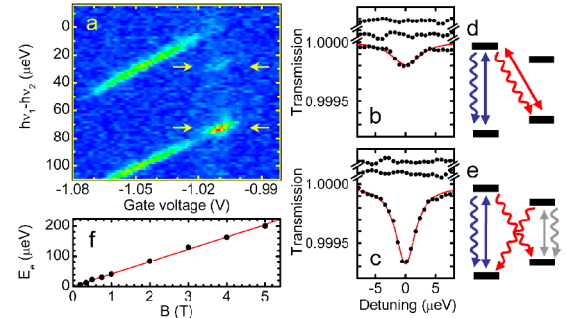 a
hν1-hν2 (μeV)
0
20
40
60
80
100
-1.08
-1.05
-1.02
-0.99
Gate voltage (V)
f
200
100
0
0
1
2
3
4
5
B (T)
Transmission
1.0000
0.9995
b
Transmission
1.0000
0.9995
c
-5
0
5
Detuning (μeV)
d
e